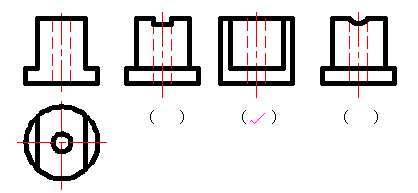 (   ) ( ✓ ) (   )